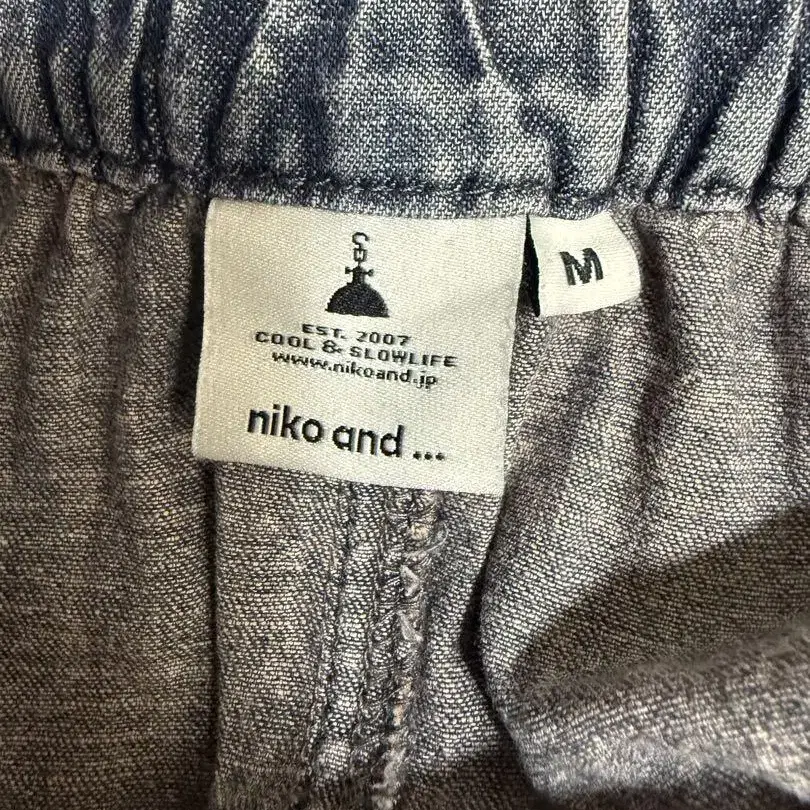 EST. 2007
COOL & SLOWLIFE
www.nikoand.jp
niko and ...
M